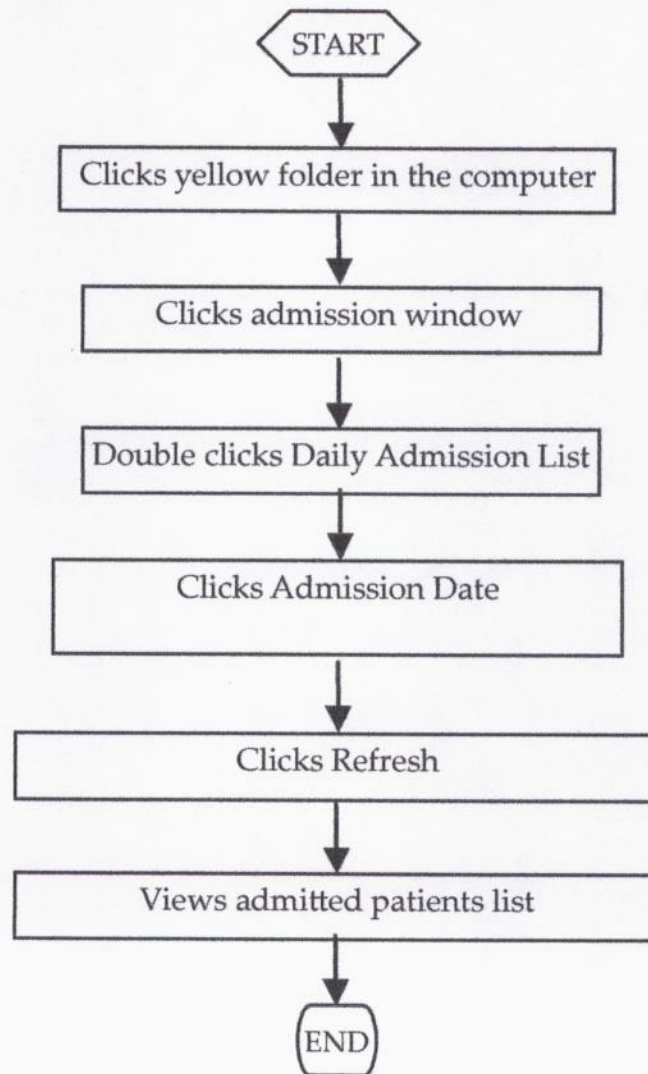 START
Clicks yellow folder in the computer
Clicks admission window
Double clicks Daily Admission List
Clicks Admission Date
Clicks Refresh
Views admitted patients list
END